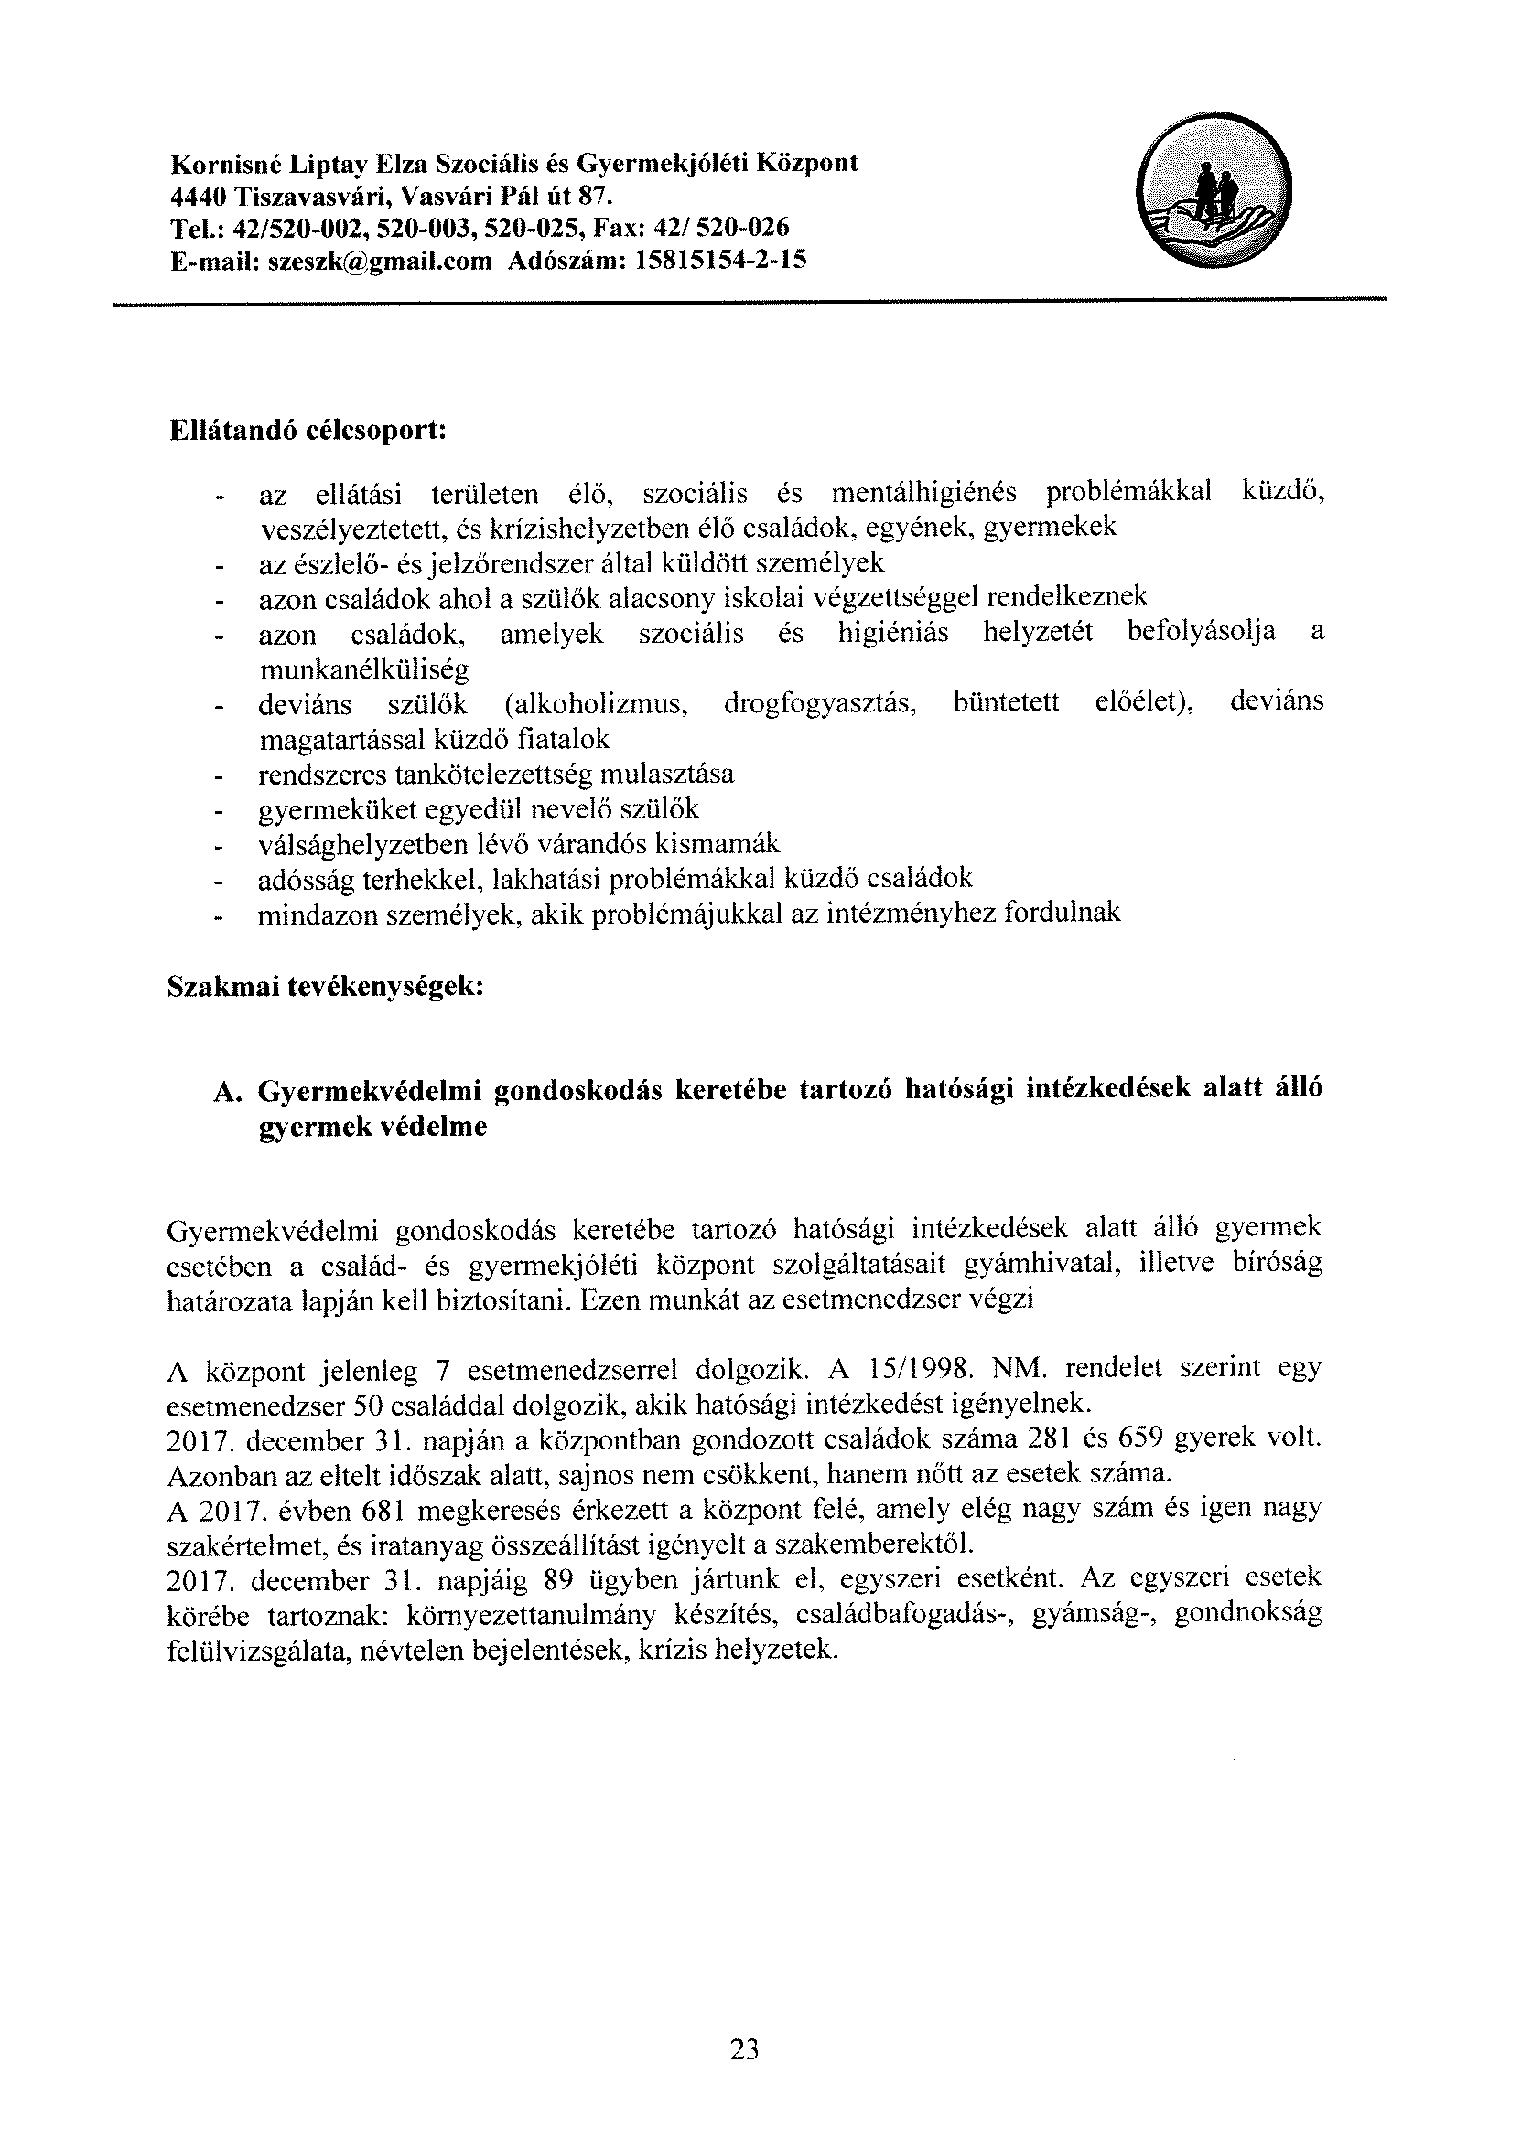 Kornisné Liptay Elza Szociális és Gyermekjóléti Központ
4440 Tiszavasvári, Vasvári Pál út 87.
Tel.: 42/520-002, 520-003, 520-025, Fax: 42/ 520-026
E-mail: szeszk@gmail.com Adószám: 15815154-2-15
Ellátandó célcsoport:
- az ellátási területen élő, szociális és mentálhigiénés problémákkal küzdő,
veszélyeztetett, és krízishelyzetben élő családok, egyének, gyermekek
- az észlelő- és jelzőrendszer által küldött személyek
- azon családok ahol a szülők alacsony iskolai végzettséggel rendelkeznek
- azon családok, amelyek szociális és higiéniás helyzetét befolyásolja a
munkanélküliség
- deviáns szülők (alkoholizmus, drogfogyasztás, büntetett előélet), deviáns
magatartással küzdő fiatalok
- rendszeres tankötelezettség mulasztása
- gyermeküket egyedül nevelő szülők
- válsághelyzetben lévő várandós kismamák
- adósság terhekkel, lakhatási problémákkal küzdő családok
- mindazon személyek, akik problémájukkal az intézményhez fordulnak
Szakmai tevékenységek:
A. Gyermekvédelmi gondoskodás keretébe tartozó hatósági intézkedések alatt álló
gyermek védelme
Gyermekvédelmi gondoskodás keretébe tartozó hatósági intézkedések alatt álló gyermek
esetében a család- és gyermekjóléti központ szolgáltatásait gyámhivatal, illetve bíróság
határozata lapján kell biztosítani. Ezen munkát az esetmenedzser végzi
A központ jelenleg 7 esetmenedzserrel dolgozik. A 15/1998. NM. rendelet szerint egy
esetmenedzser 50 családdal dolgozik, akik hatósági intézkedést igényelnek.
2017. december 31. napján a központban gondozott családok száma 281 és 659 gyerek volt.
Azonban az eltelt időszak alatt, sajnos nem csökkent, hanem nőtt az esetek száma.
A 2017. évben 681 megkeresés érkezett a központ felé, amely elég nagy szám és igen nagy
szakértelmet, és iratanyag összeállítást igényelt a szakemberektől.
2017. december 31. napjáig 89 ügyben jártunk el, egyszeri esetként. Az egyszeri esetek
körébe tartoznak: környezettanulmány készítés, családbafogadás-, gyámság-, gondnokság
felülvizsgálata, névtelen bejelentések, krízis helyzetek.
23